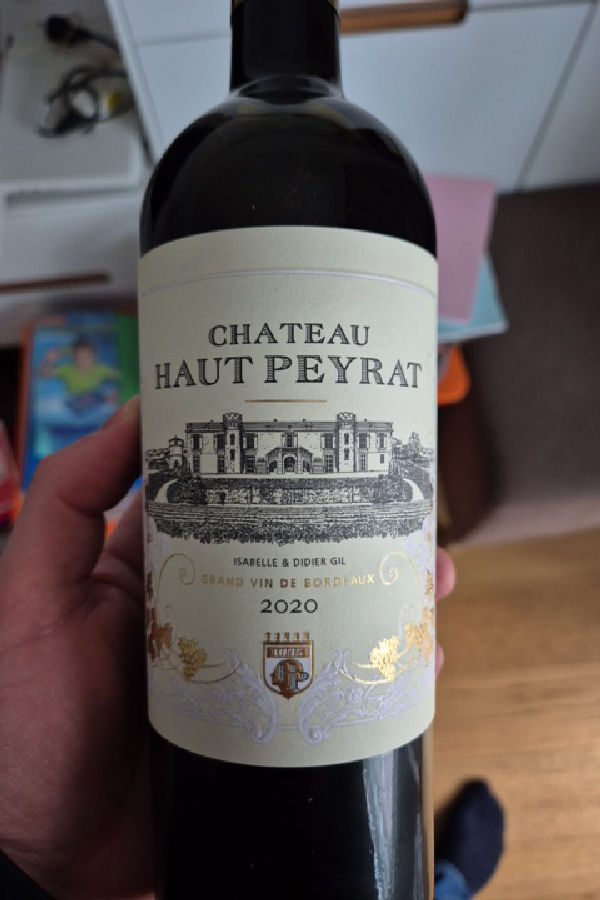 CHATEAU
HAUT PEYRAT
ISABELLE & DIDIER GIL
GRAND VIN DE BORDEAUX
2020